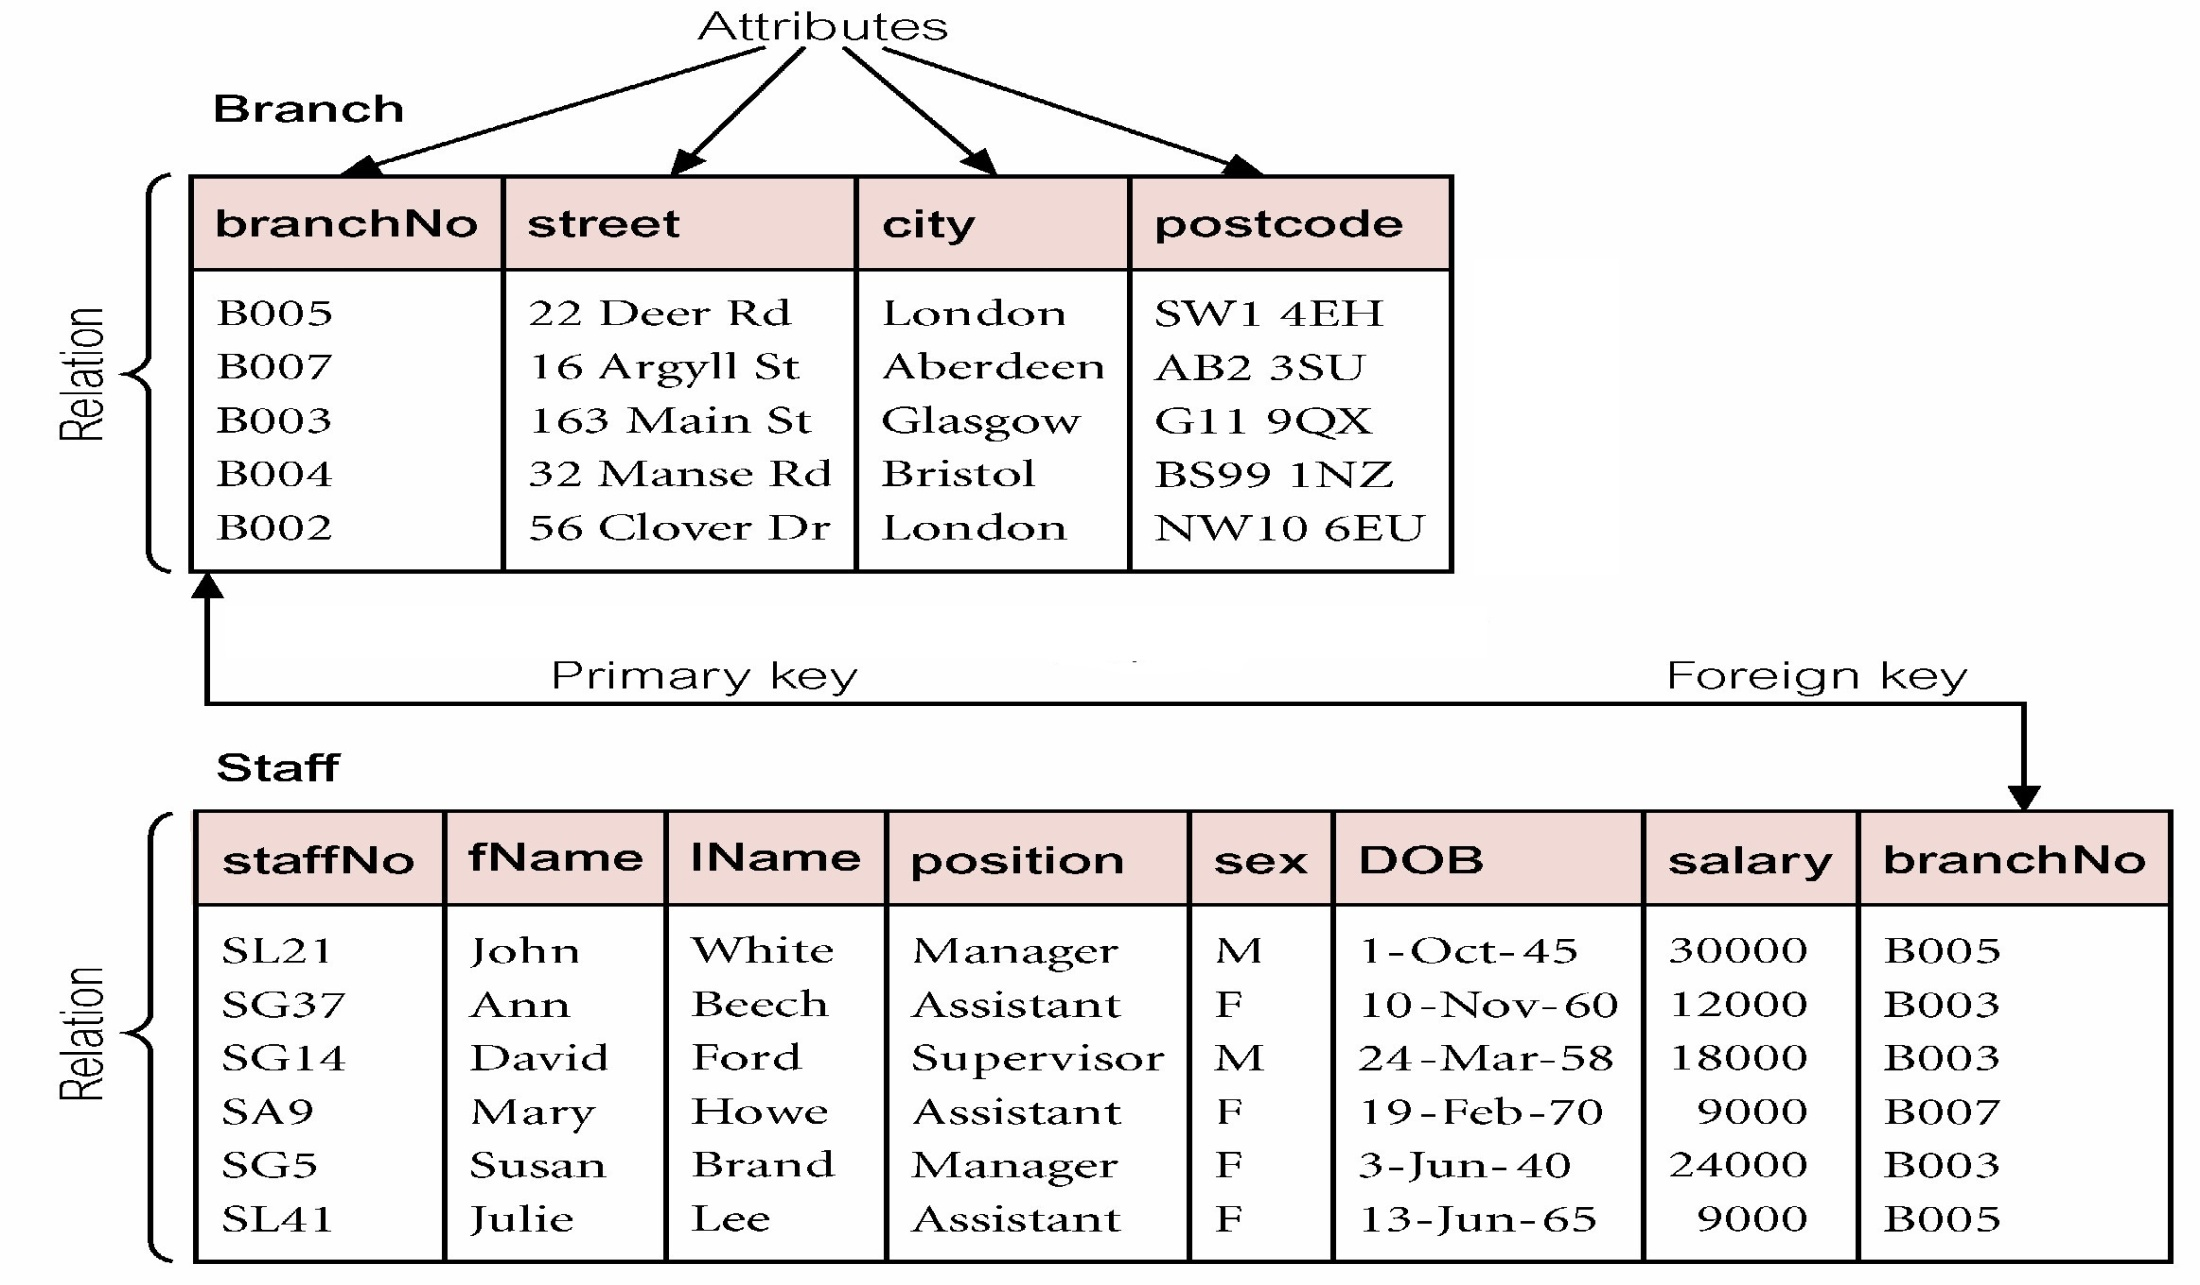 Attributes
Branch
Relation
branchNo street city postcode
B005 22 Deer Rd London SW1 4EH
B007 16 Argyll St Aberdeen AB2 3SU
B003 163 Main St Glasgow G11 9QX
B004 32 Manse Rd Bristol BS99 1NZ
B002 56 Clover Dr London NW10 6EU
Primary key Foreign key
Staff
Relation
staffNo fName lName position sex DOB salary branchNo
SL21 John White Manager M 1-Oct-45 30000 B005
SG37 Ann Beech Assistant F 10-Nov-60 12000 B003
SG14 David Ford Supervisor M 24-Mar-58 18000 B003
SA9 Mary Howe Assistant F 19-Feb-70 9000 B007
SG5 Susan Brand Manager F 3-Jun-40 24000 B003
SL41 Julie Lee Assistant F 13-Jun-65 9000 B005